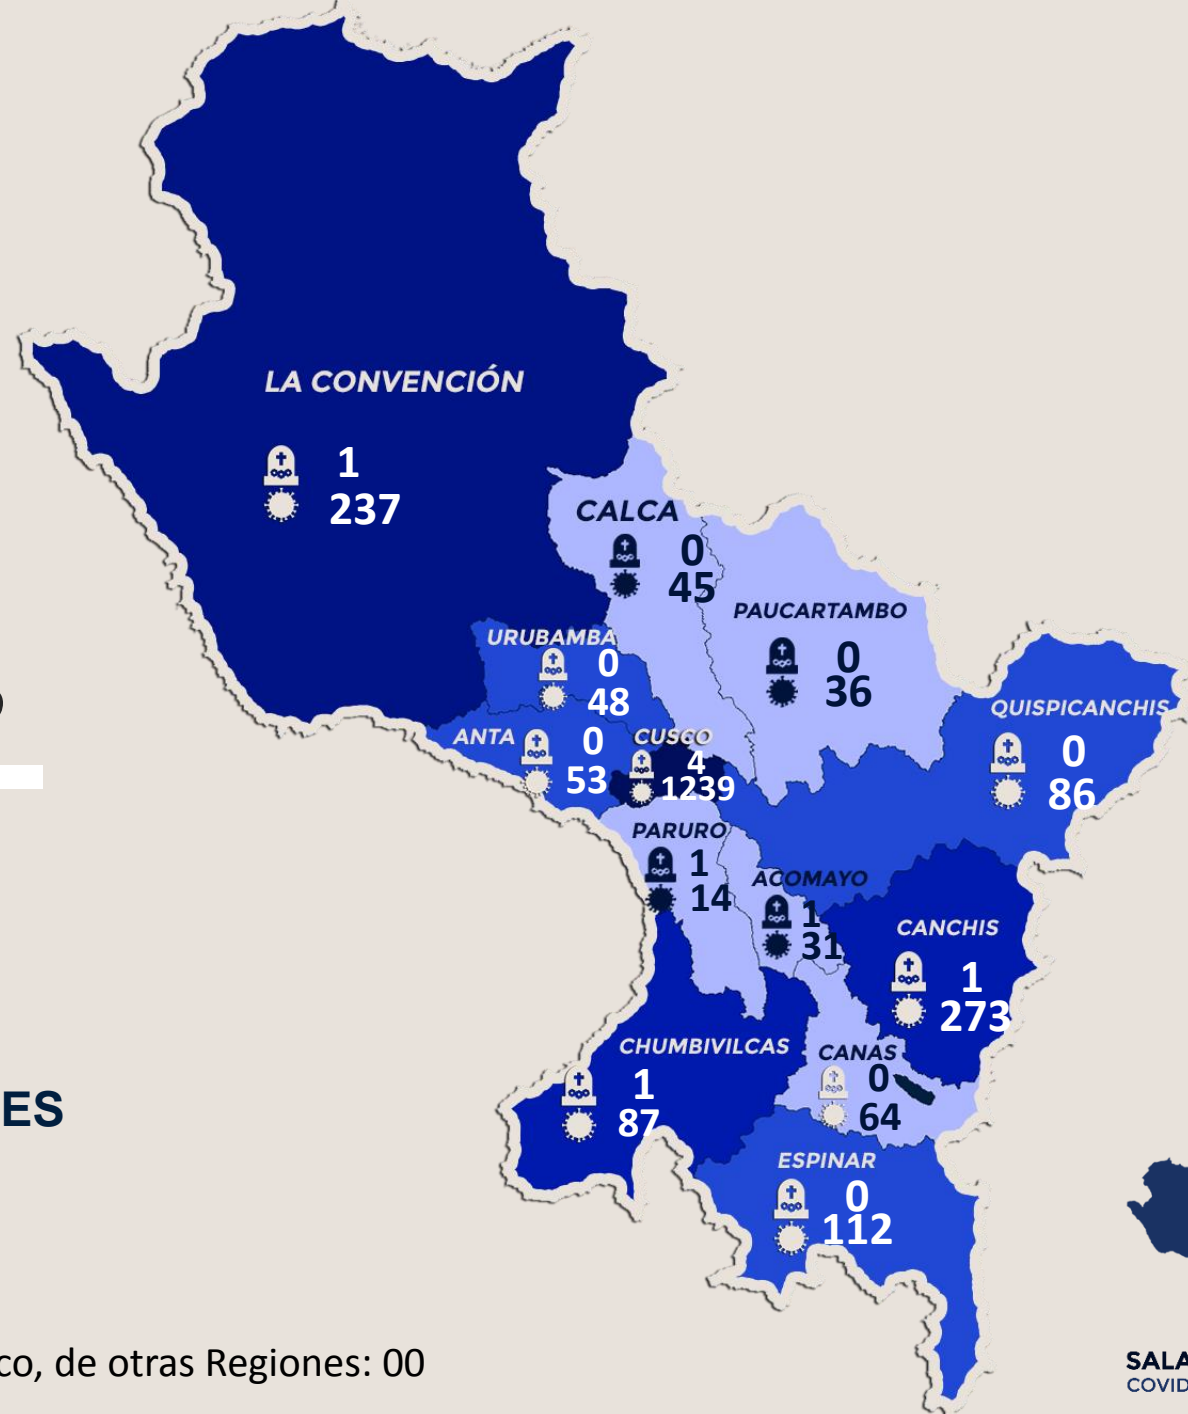 LA CONVENCIÓN
1
237
CALCA
0
45
PAUCARTAMBO
0
36
URUBAMBA
0
48
QUISPICANCHIS
0
86
ANTA
0
53
CUSCO
4
1239
PARURO
1
14
ACOMAYO
1
31
CANCHIS
1
273
CHUMBIVILCAS
1
87
CANAS
0
64
ES
ESPINAR
0
112
co, de otras Regiones: 00
SALA
COVID